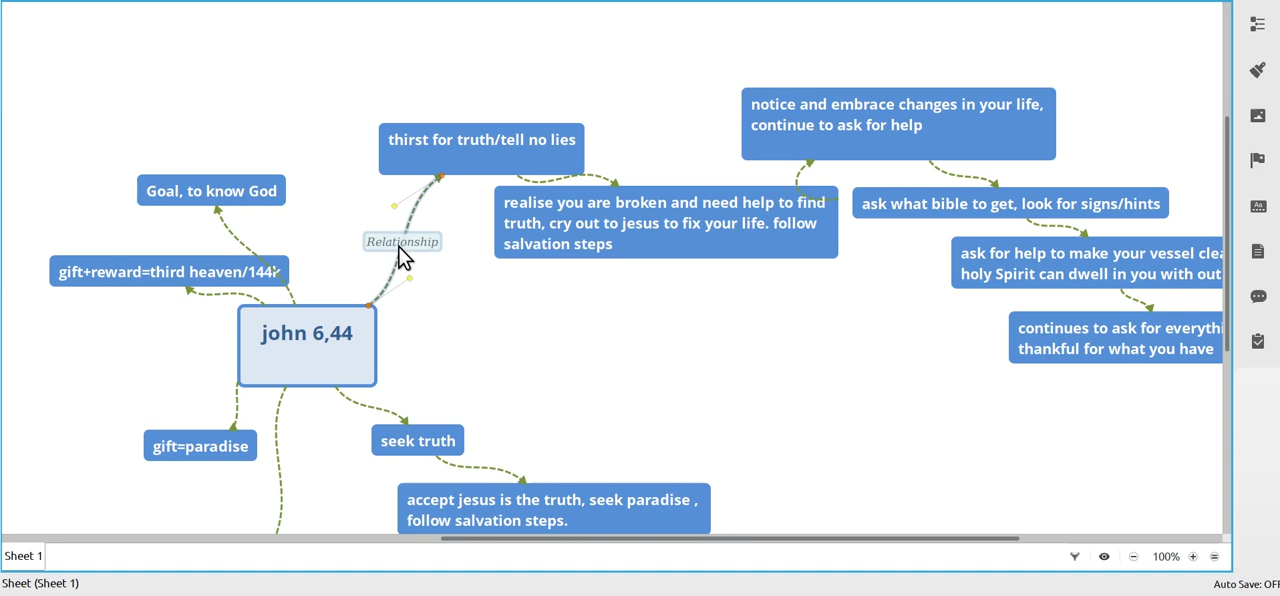 notice and embrace changes in your life,
continue to ask for help
thirst for truth/tell no lies
Goal, to know God
realise you are broken and need help to find
truth, cry out to jesus to fix your life. follow
salvation steps
ask what bible to get, look for signs/hints
Relationship
ask for help to make your vessel clea
holy Spirit can dwell in you with out
gift+reward=third heaven/144k
john 6,44
continues to ask for everythi
thankful for what you have
gift=paradise
seek truth
accept jesus is the truth, seek paradise ,
follow salvation steps.
Sheet 1
100%
Sheet (Sheet 1)
Auto Save: OFF